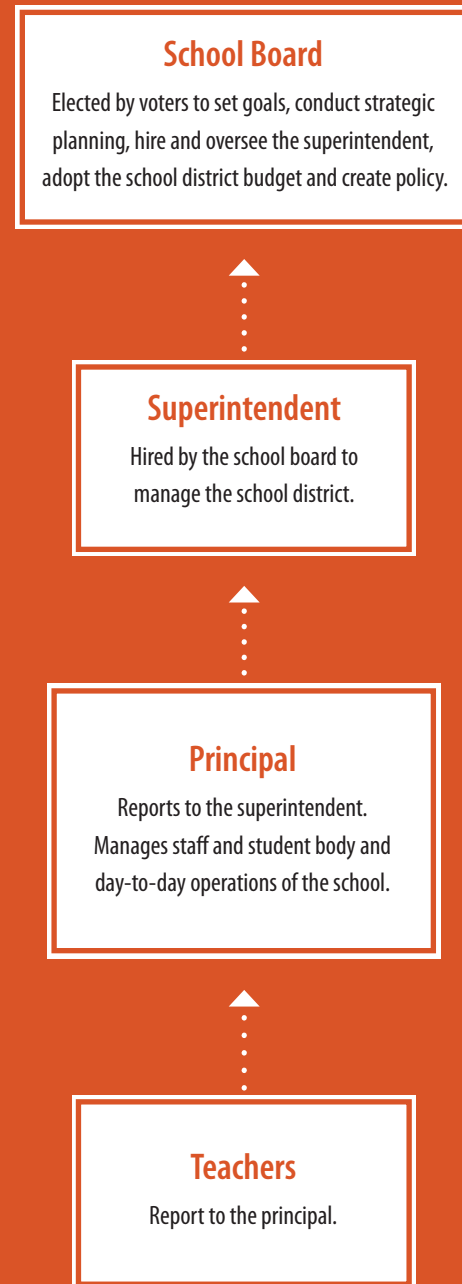 School Board
Elected by voters to set goals, conduct strategic
planning, hire and oversee the superintendent,
adopt the school district budget and create policy.
Superintendent
Hired by the school board to
manage the school district.
Principal
Reports to the superintendent.
Manages staff and student body and
day-to-day operations of the school.
Teachers
Report to the principal.